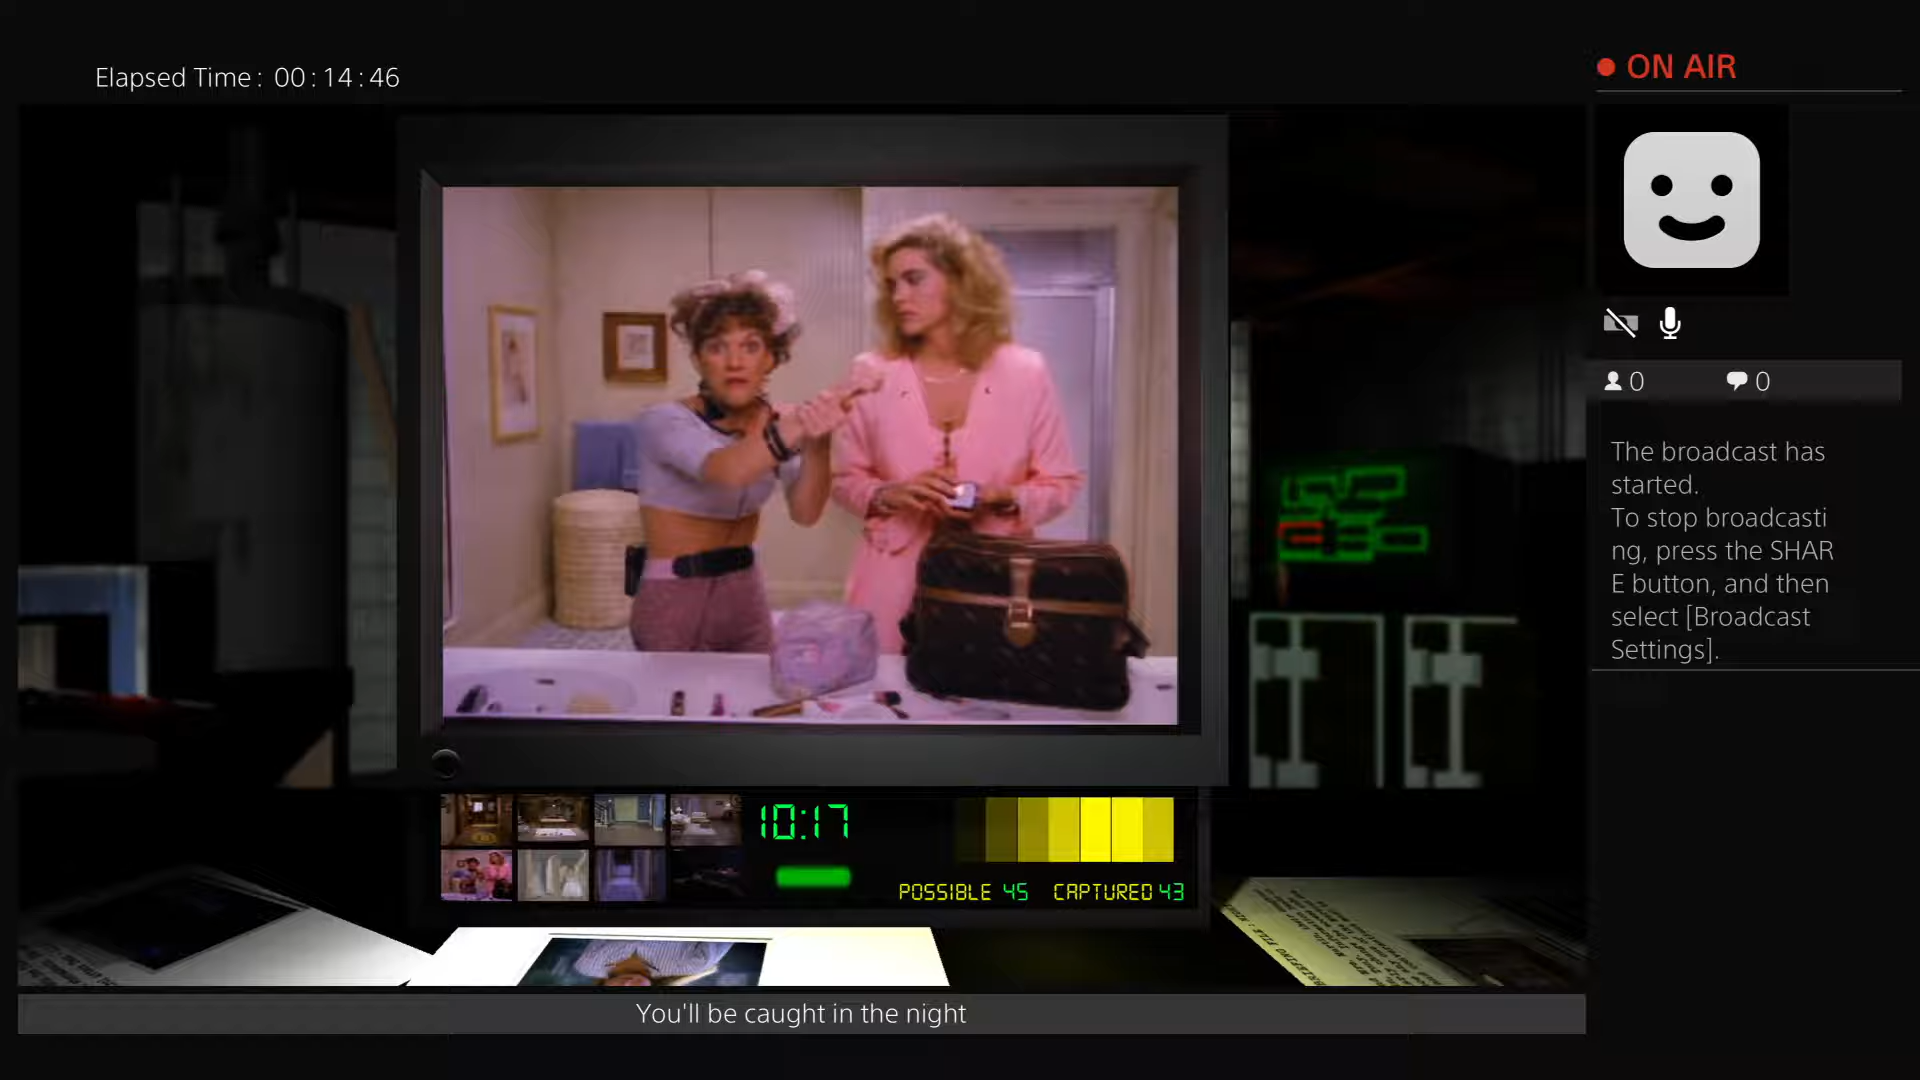 Elapsed Time: 00:14:46
ON AIR
0 0
The broadcast has
started.
To stop broadcasti
ng, press the SHAR
E button, and then
select [Broadcast
Settings].
10:17
POSSIBLE 45 CAPTURED 43
You'll be caught in the night